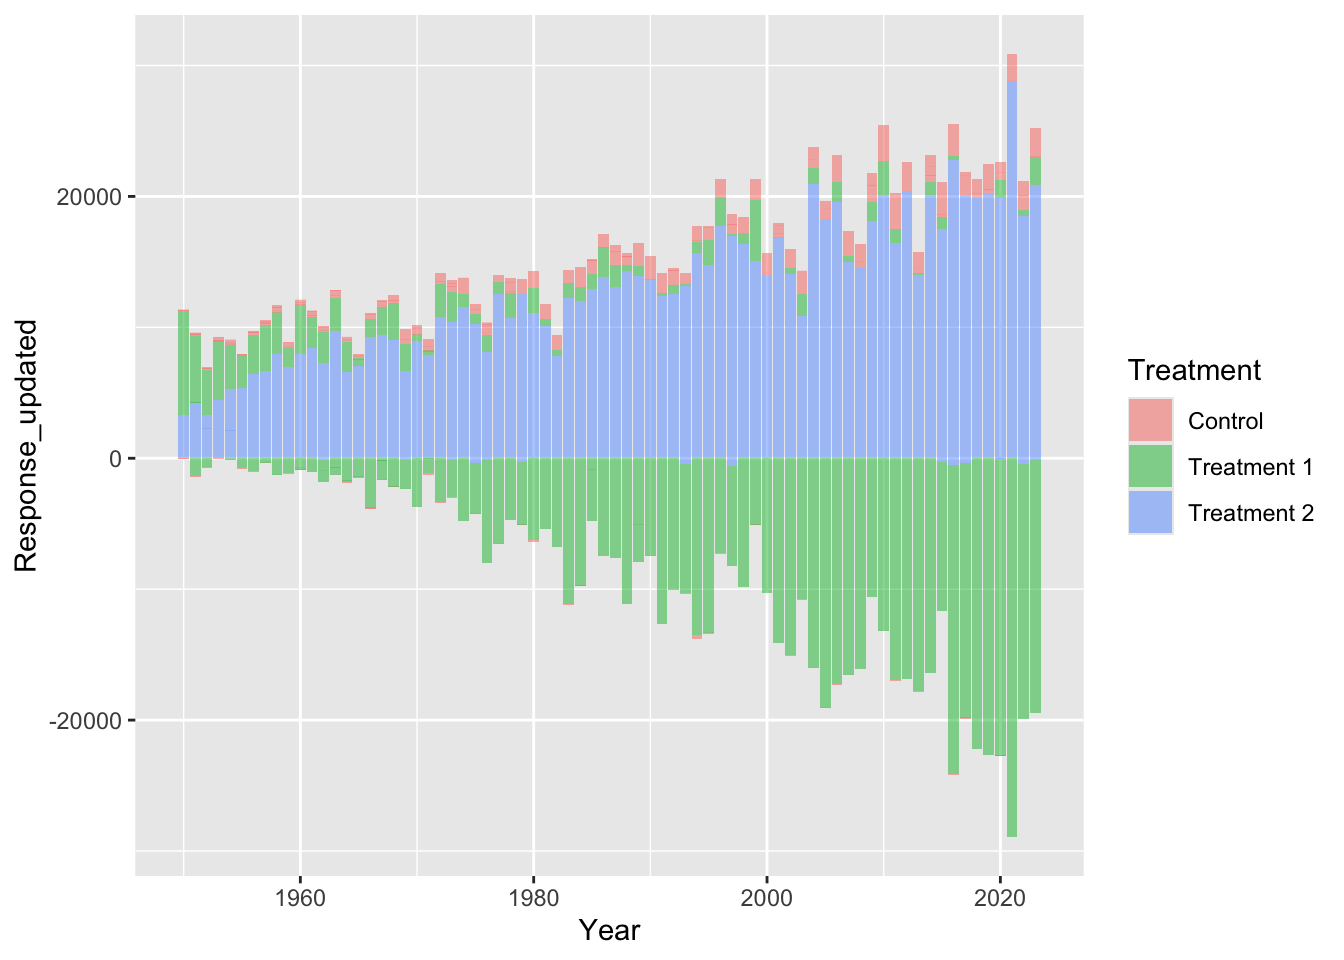 20000
0
-20000
Response_updated
1960 1980 2000 2020
Year
Treatment
Control
Treatment 1
Treatment 2